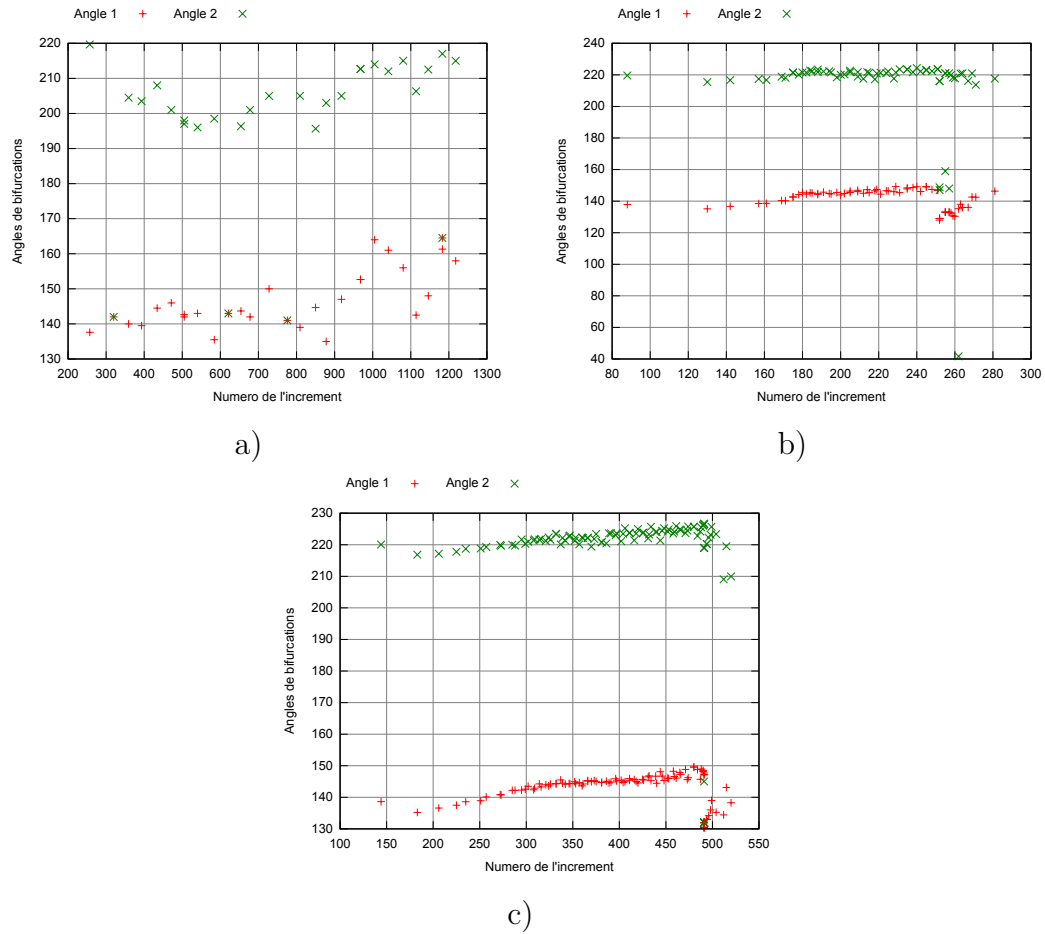 Angle 1 Angle 2
220
210
200
190
180
170
160
150
140
130
200 300 400 500 600 700 800 900 1000 1100 1200 1300
Angles de bifurcations
Numero de l'increment
a)
Angle 1 Angle 2
240
220
200
180
160
140
120
100
80
60
40
80 100 120 140 160 180 200 220 240 260 280 300
Angles de bifurcations
Numero de l'increment
b)
Angle 1 Angle 2
230
220
210
200
190
180
170
160
150
140
130
100 150 200 250 300 350 400 450 500 550
Angles de bifurcations
Numero de l'increment
c)